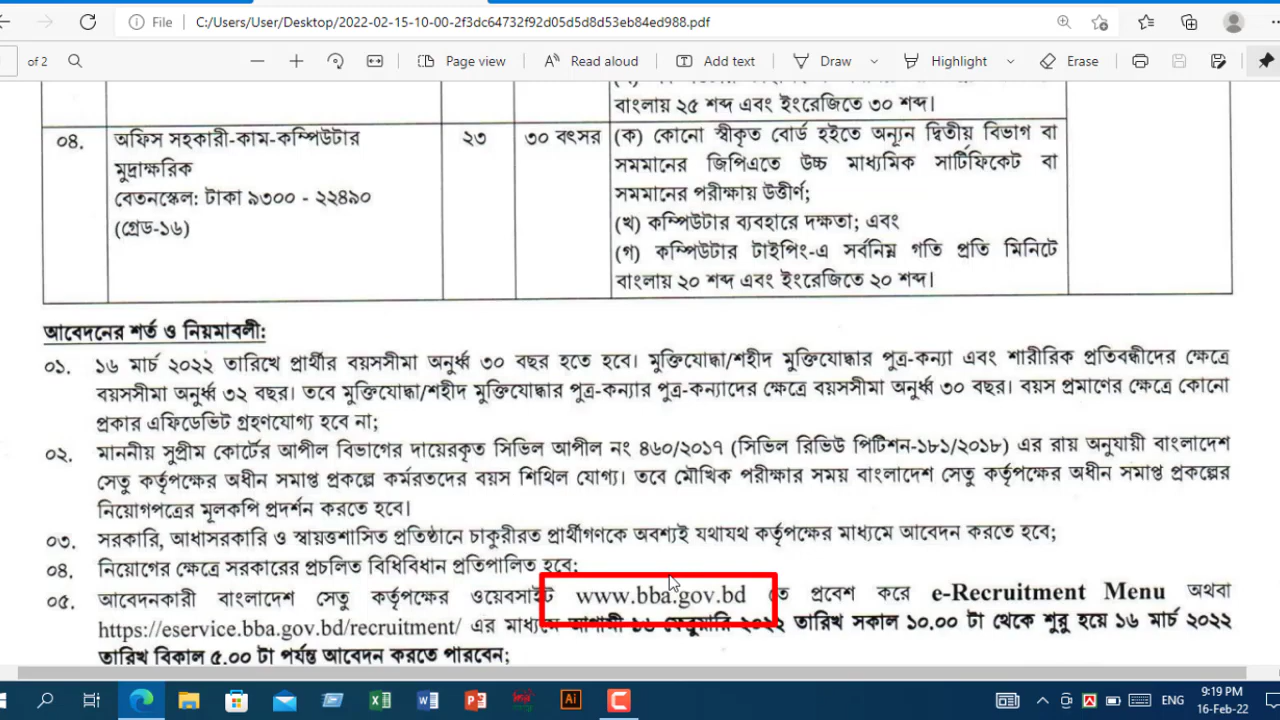 File C:/Users/User/Desktop/2022-02-15-10-00-2f3dc64732f92d05d5d8d53eb84ed988.pdf
of 2 Page view Read aloud Add text Draw Highlight Erase
বাংলায় ২৫ শব্দ এবং ইংরেজিতে ৩০ শব্দ।
০৪. অফিস সহকারী-কাম-কম্পিউটার ২৩ ৩০ বৎসর (ক) কোনো স্বীকৃত বোর্ড হইতে অন্যূন দ্বিতীয় বিভাগ বা
মুদ্রাক্ষরিক সমমানের জিপিএতে উচ্চ মাধ্যমিক সার্টিফিকেট বা
বেতনস্কেল: টাকা ৯৩০০ - ২২৪৯০ সমমানের পরীক্ষায় উত্তীর্ণ;
(গ্রেড-১৬) (খ) কম্পিউটার ব্যবহারে দক্ষতা; এবং
(গ) কম্পিউটার টাইপিং-এ সর্বনিম্ন গতি প্রতি মিনিটে
বাংলায় ২০ শব্দ এবং ইংরেজিতে ২০ শব্দ।
আবেদনের শর্ত ও নিয়মাবলী:
০১. ১৬ মার্চ ২০২২ তারিখে প্রার্থীর বয়সসীমা অনুর্ধ্ব ৩০ বছর হতে হবে। মুক্তিযোদ্ধা/শহীদ মুক্তিযোদ্ধার পুত্র-কন্যা এবং শারীরিক প্রতিবন্ধীদের ক্ষেত্রে
বয়সসীমা অনুর্ধ্ব ৩২ বছর। তবে মুক্তিযোদ্ধা/শহীদ মুক্তিযোদ্ধার পুত্র-কন্যার পুত্র-কন্যাদের ক্ষেত্রে বয়সসীমা অনুর্ধ্ব ৩০ বছর। বয়স প্রমাণের ক্ষেত্রে কোনো
প্রকার এফিডেভিট গ্রহণযোগ্য হবে না;
০২. মাননীয় সুপ্রীম কোর্টের আপীল বিভাগের দায়েরকৃত সিভিল আপীল নং ৪৬০/২০১৭ (সিভিল রিভিউ পিটিশন-১৮১/২০১৮) এর রায় অনুযায়ী বাংলাদেশ
সেতু কর্তৃপক্ষের অধীন সমাপ্ত প্রকল্পে কর্মরতদের বয়স শিথিল যোগ্য। তবে মৌখিক পরীক্ষার সময় বাংলাদেশ সেতু কর্তৃপক্ষের অধীন সমাপ্ত প্রকল্পের
নিয়োগপত্রের মূলকপি প্রদর্শন করতে হবে।
০৩. সরকারি, আধাসরকারি ও স্বায়ত্তশাসিত প্রতিষ্ঠানে চাকুরীরত প্রার্থীগণকে অবশ্যই যথাযথ কর্তৃপক্ষের মাধ্যমে আবেদন করতে হবে;
০৪. নিয়োগের ক্ষেত্রে সরকারের প্রচলিত বিধিবিধান প্রতিপালিত হবে;
০৫. আবেদনকারী বাংলাদেশ সেতু কর্তৃপক্ষের ওয়েবসাইট www.bba.gov.bd তে প্রবেশ করে e-Recruitment Menu অথবা
https://eservice.bba.gov.bd/recruitment/ এর মাধ্যমে আগামী ১৬ ফেব্রুয়ারি ২০২২ তারিখ সকাল ১০.০০ টা থেকে শুরু হয়ে ১৬ মার্চ ২০২২
তারিখ বিকাল ৫.০০ টা পর্যন্ত আবেদন করতে পারবেন;
ENG 9:19 PM
16-Feb-22